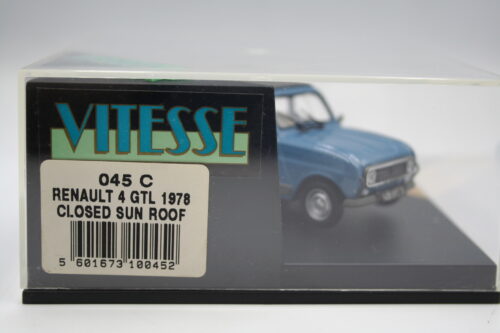 VITESSE
045 C
RENAULT 4 GTL 1978
CLOSED SUN ROOF
5 601673 100452